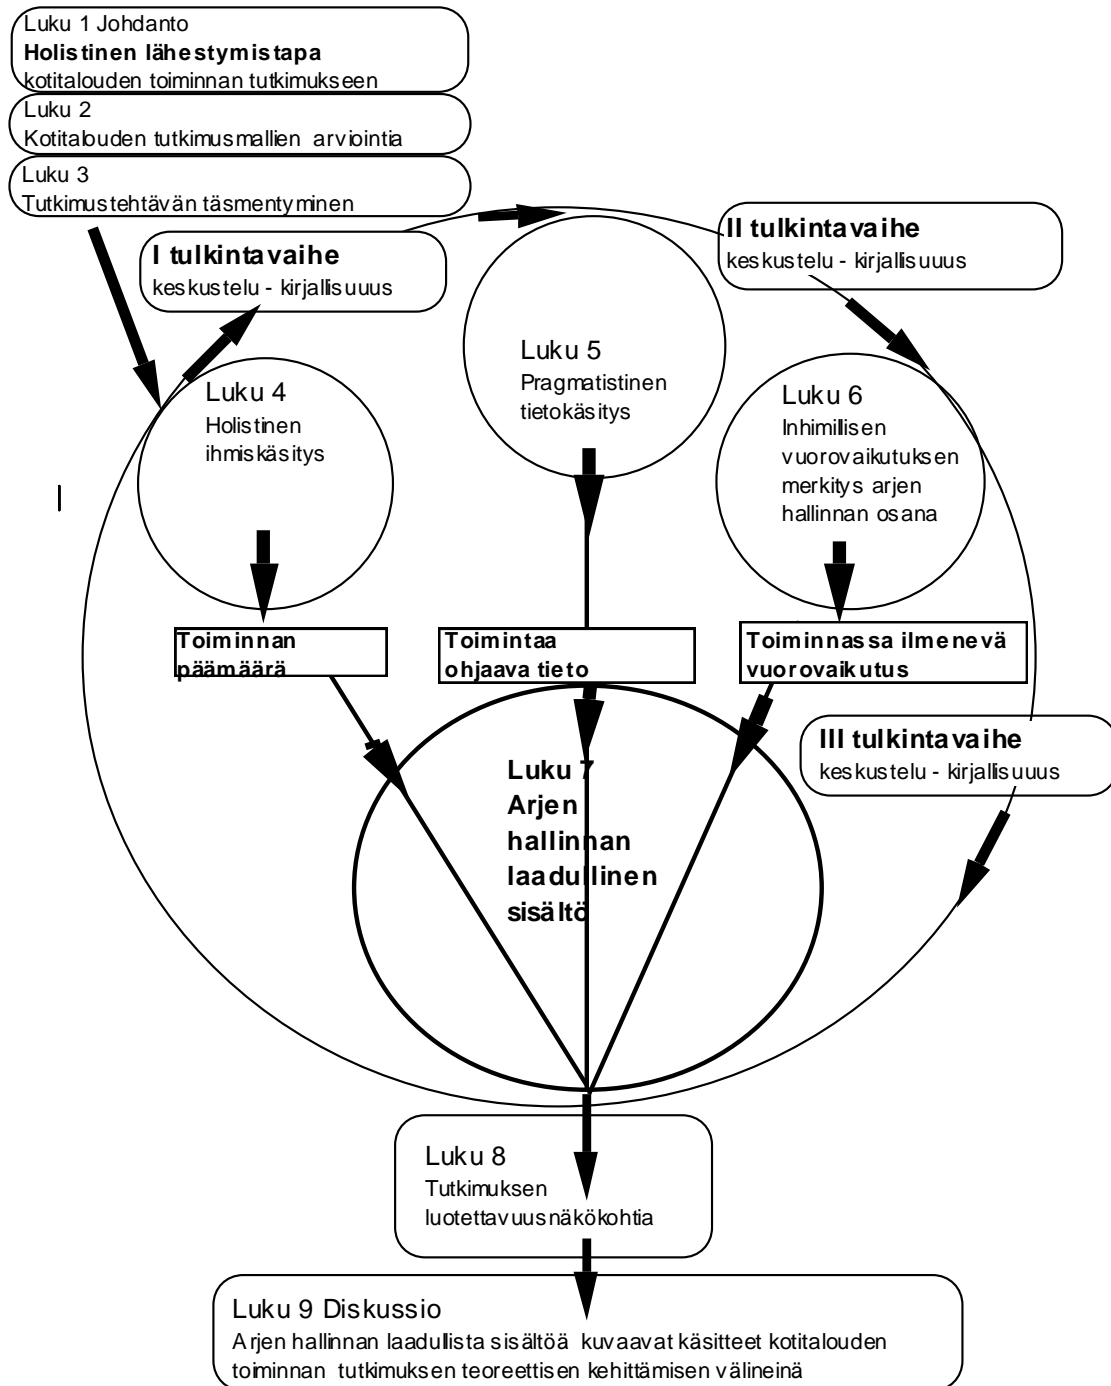 Luku 1 Johdanto
Holistinen lähestymistapa
kotitalouden toiminnan tutkimukseen
Luku 2
Kotitalouden tutkimusmallien arviointia
Luku 3
Tutkimustehtävän täsmentyminen
I tulkintavaihe
keskustelu - kirjallisuuus
II tulkintavaihe
keskustelu - kirjallisuuus
Luku 4
Holistinen
ihmiskäsitys
Luku 5
Pragmatistinen
tietokäsitys
Luku 6
Inhimillisen
vuorovaikutuksen
merkitys arjen
hallinnan osana
Toiminnan
päämäärä
Toimintaa
ohjaava tieto
Toiminnassa ilmenevä
vuorovaikutus
III tulkintavaihe
keskustelu - kirjallisuuus
Luku 7
Arjen
hallinnan
laadullinen
sisältö
Luku 8
Tutkimuksen
luotettavuusnäkökohtia
Luku 9 Diskussio
Arjen hallinnan laadullista sisältöä kuvaavat käsitteet kotitalouden
toiminnan tutkimuksen teoreettisen kehittämisen välineinä